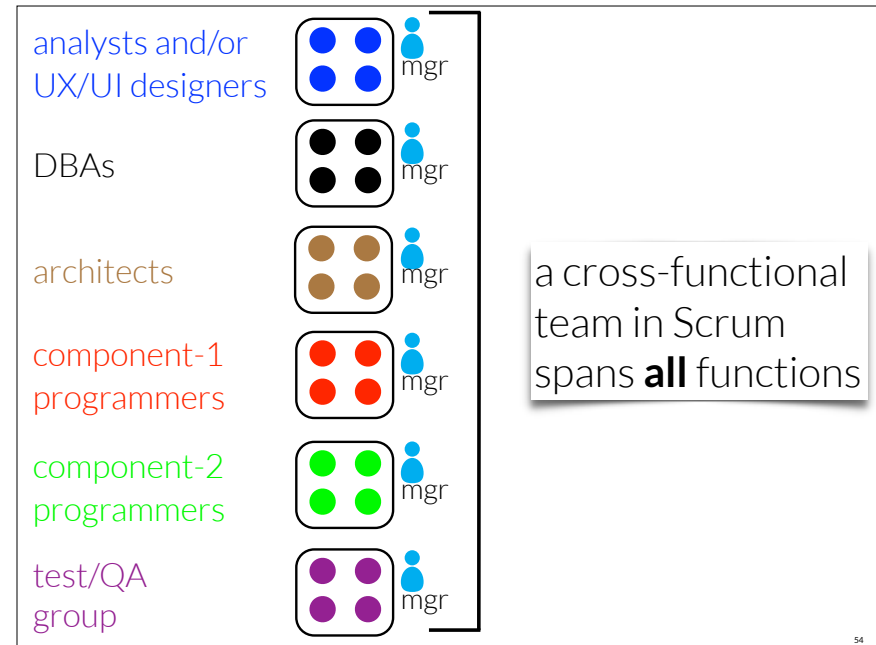 analysts and/or
UX/UI designers
mgr
DBAs
mgr
architects
mgr
component-1
programmers
mgr
component-2
programmers
mgr
test/QA
group
mgr
a cross-functional
team in Scrum
spans all functions
54